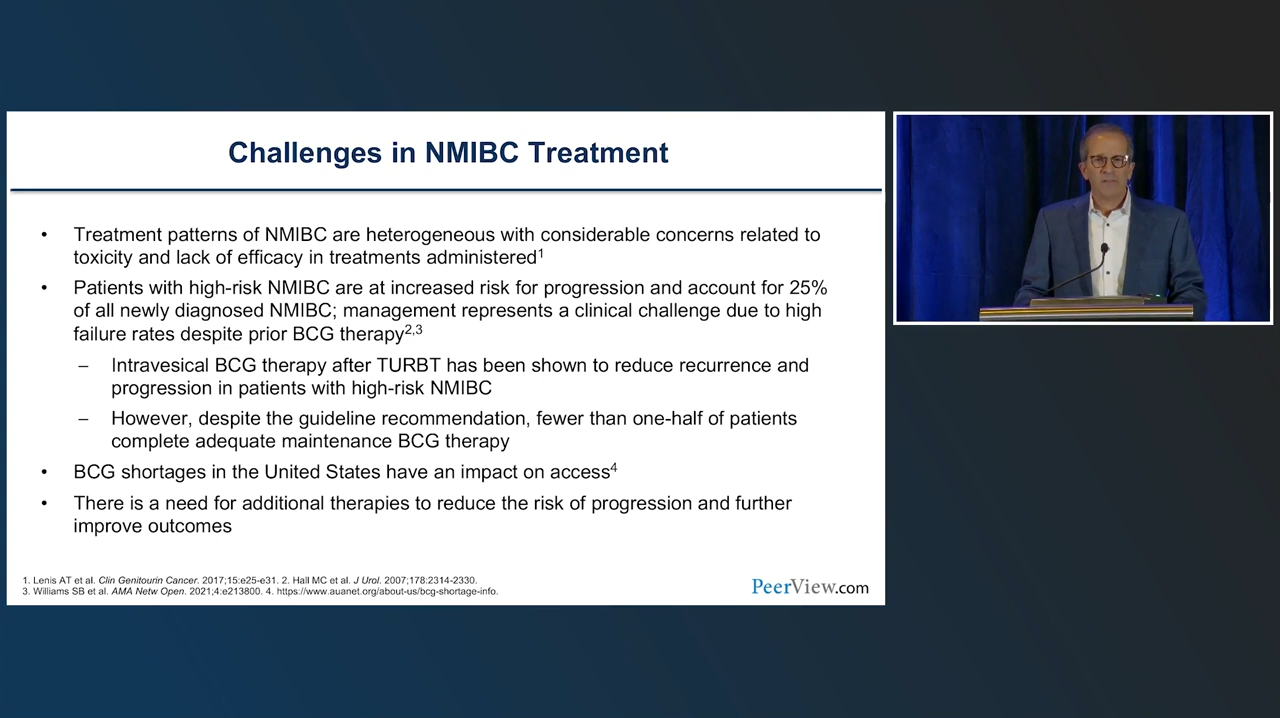 Challenges in NMIBC Treatment
• Treatment patterns of NMIBC are heterogeneous with considerable concerns related to
toxicity and lack of efficacy in treatments administered1
• Patients with high-risk NMIBC are at increased risk for progression and account for 25%
of all newly diagnosed NMIBC; management represents a clinical challenge due to high
failure rates despite prior BCG therapy2,3
– Intravesical BCG therapy after TURBT has been shown to reduce recurrence and
progression in patients with high-risk NMIBC
– However, despite the guideline recommendation, fewer than one-half of patients
complete adequate maintenance BCG therapy
• BCG shortages in the United States have an impact on access4
• There is a need for additional therapies to reduce the risk of progression and further
improve outcomes
1. Lenis AT et al. Clin Genitourin Cancer. 2017;15:e25-e31. 2. Hall MC et al. J Urol. 2007;178:2314-2330.
3. Williams SB et al. AMA Netw Open. 2021;4:e213800. 4. https://www.auanet.org/about-us/bcg-shortage-info.
PeerView.com